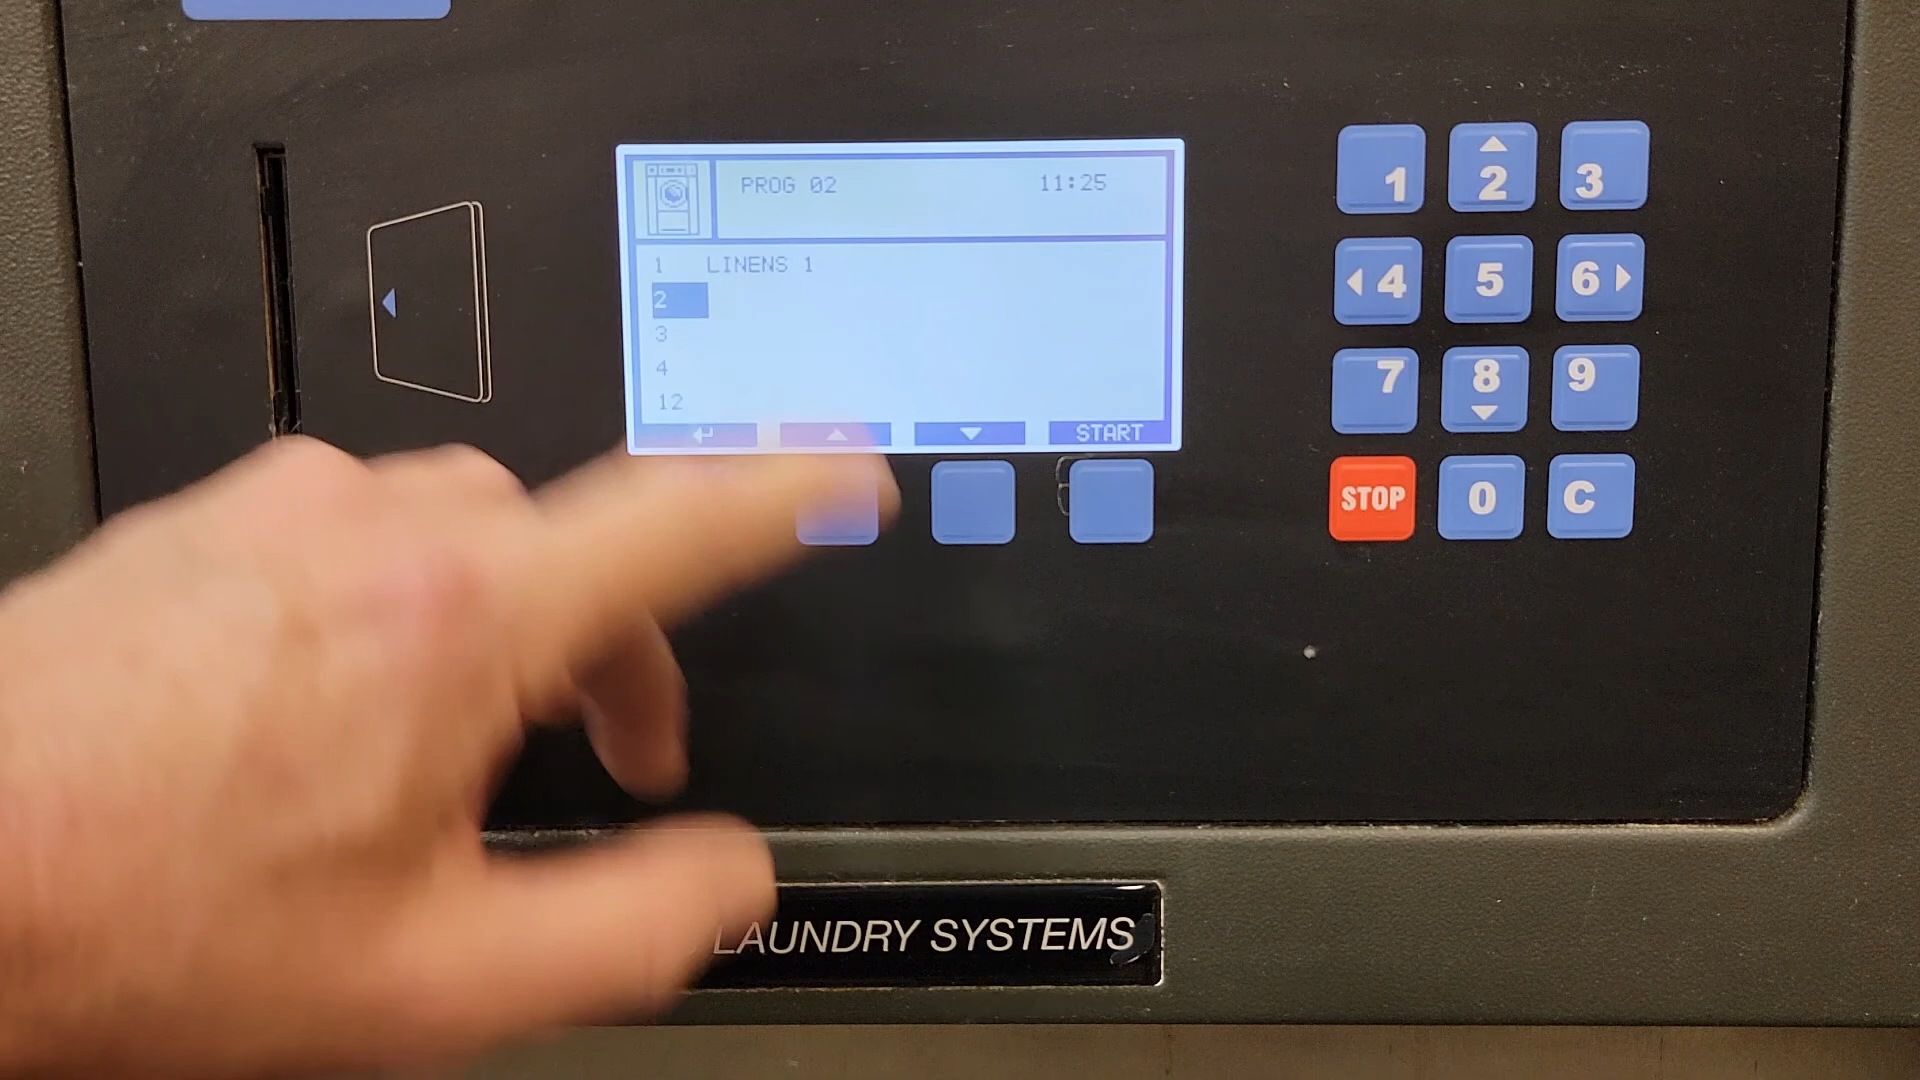 PROG 02 11:25
1 LINENS 1
2
3
4
12
START
1 2 3
4 5 6
7 8 9
STOP 0 C
LAUNDRY SYSTEMS